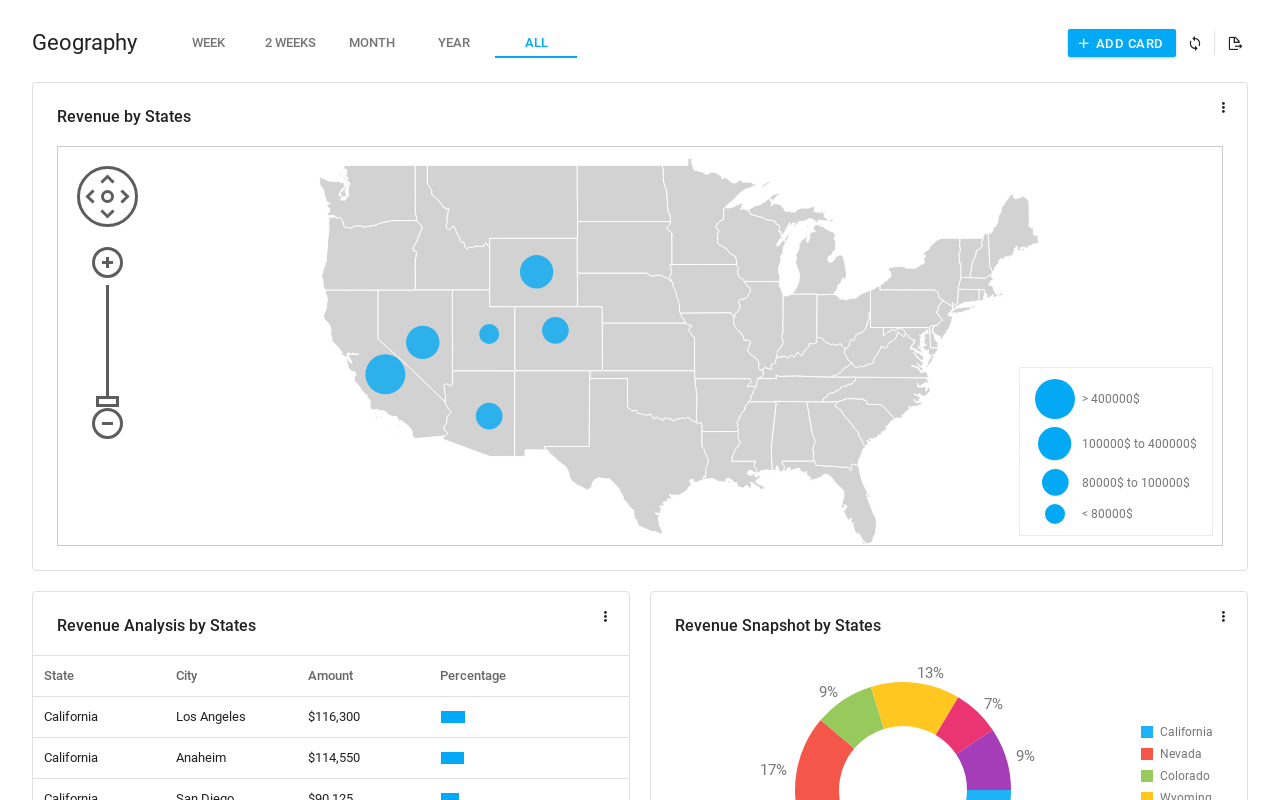 Geography
WEEK
2 WEEKS
MONTH
YEAR
ALL
ADD CARD
Revenue by States
> 400000$
100000$ to 400000$
80000$ to 100000$
< 80000$
Revenue Analysis by States
State City Amount Percentage
California Los Angeles $116,300
California Anaheim $114,550
California San Diego $90,125
Revenue Snapshot by States
13%
9%
7%
9%
17%
California
Nevada
Colorado
Wyoming